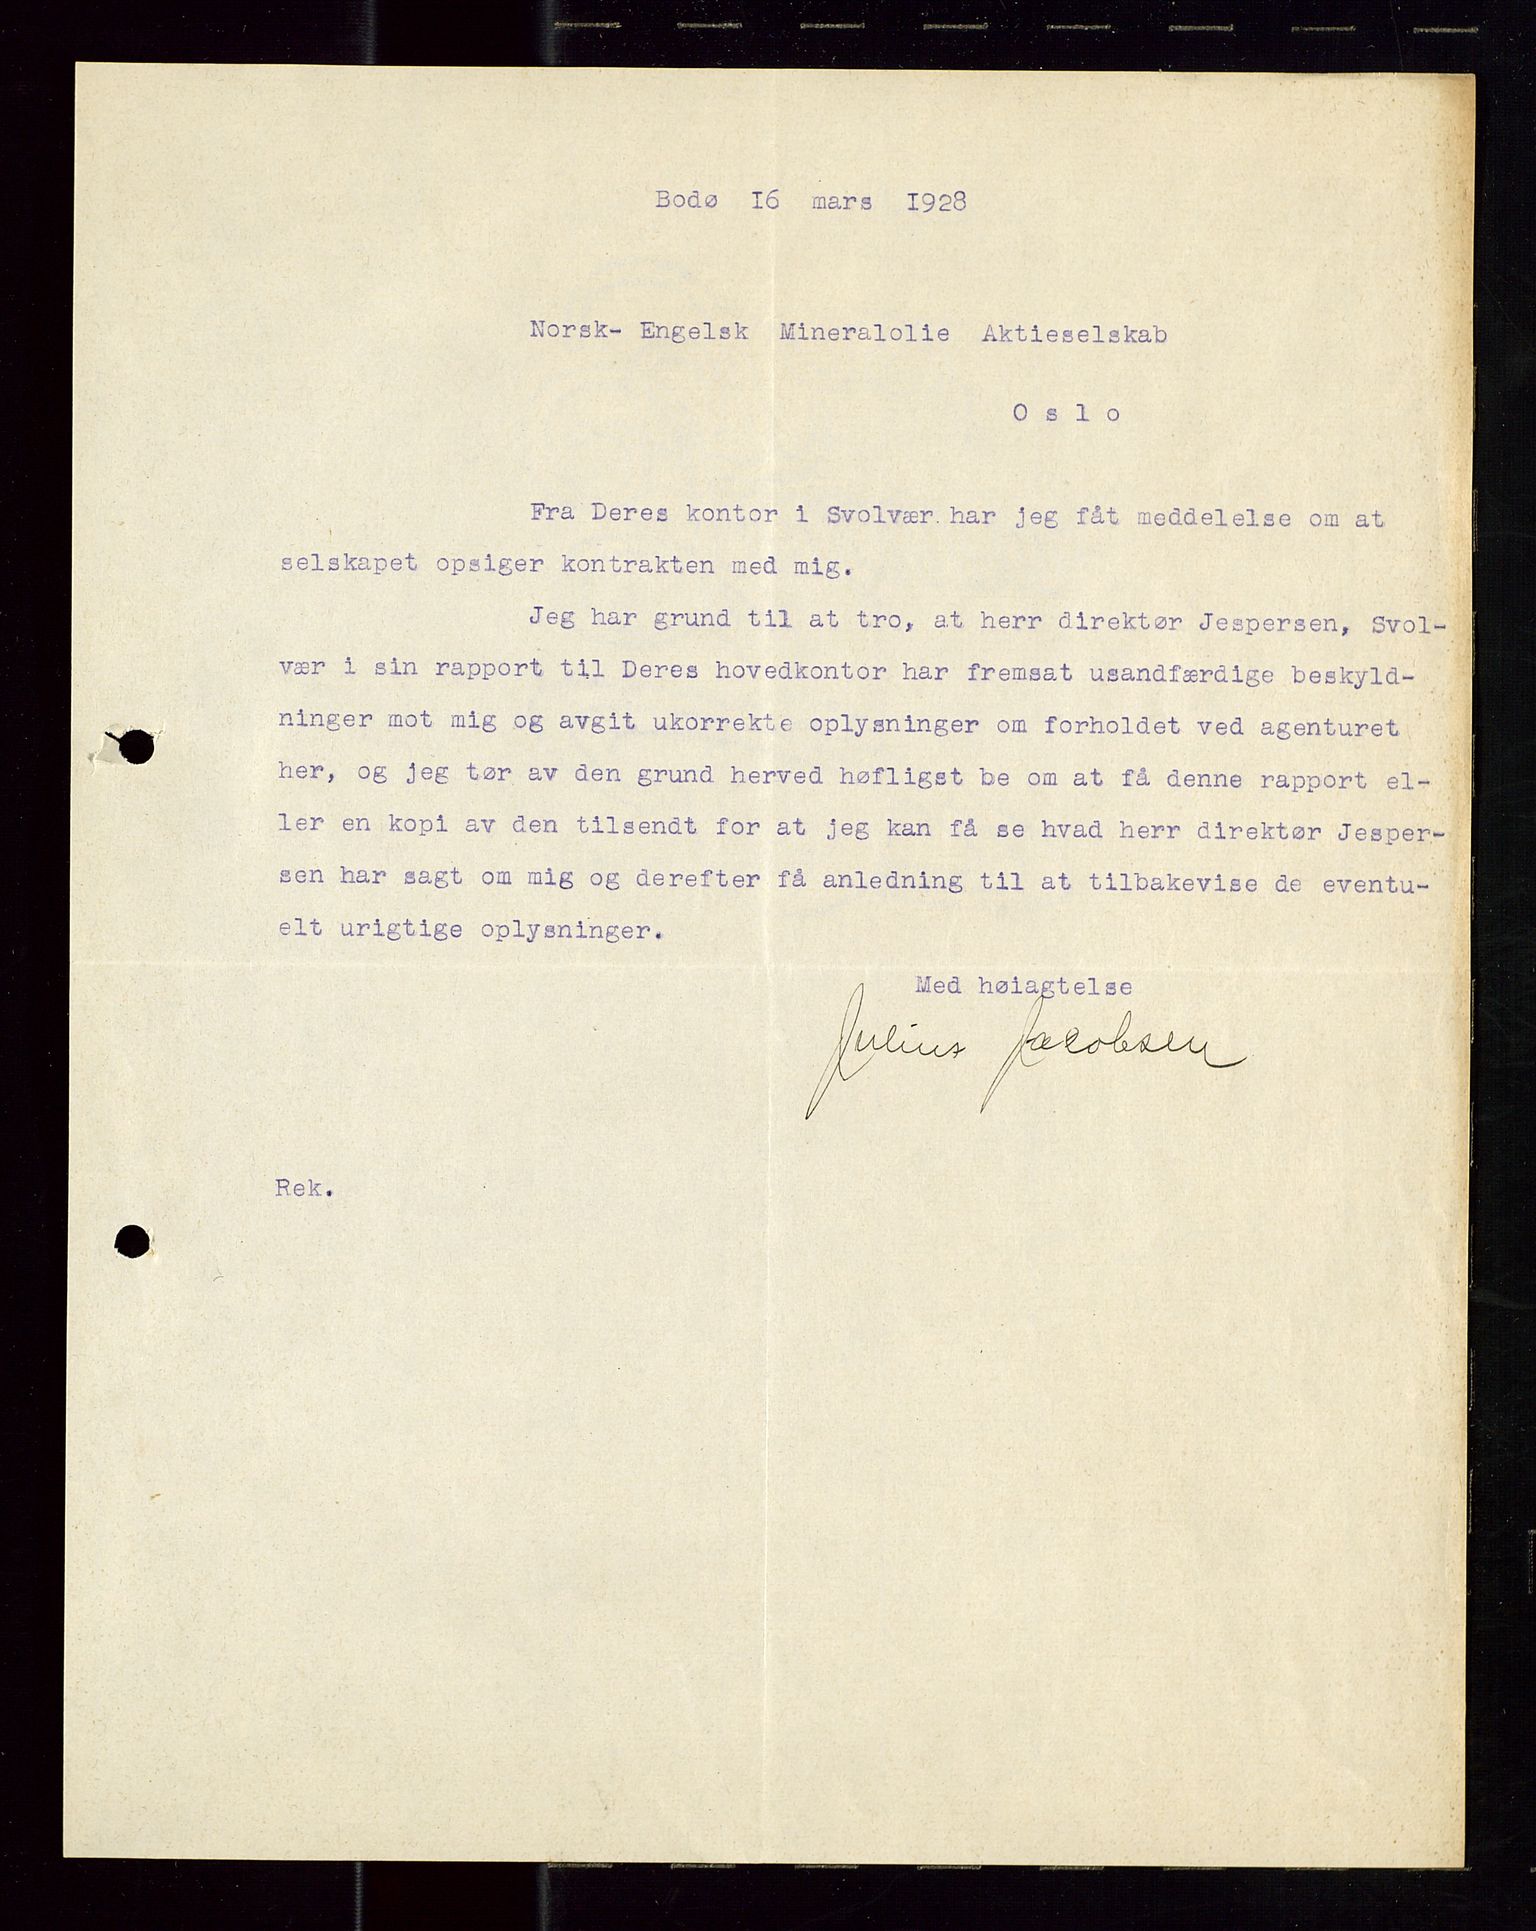 Bodø 16 mars 1928
Norsk- Engelsk Mineralolie Aktieselskab
Oslo
Fra Deres kontor i Svolvær har jeg fåt meddelelse om at
selskapet opsiger kontrakten med mig.
Jeg har grund til at tro, at herr direktør Jespersen, Svol-
vær i sin rapport til Deres hovedkontor har fremsat usandfærdige beskyld-
ninger mot mig og avgit ukorrekte oplysninger om forholdet ved agenturet
her, og jeg tør av den grund herved høfligst be om at få denne rapport el-
ler en kopi av den tilsendt for at jeg kan få se hvad herr direktør Jesper-
sen har sagt om mig og derefter få anledning til at tilbakevise de eventu-
elt urigtige oplysninger.
Med høiagtelse
Julius Jacobsen
Rek.